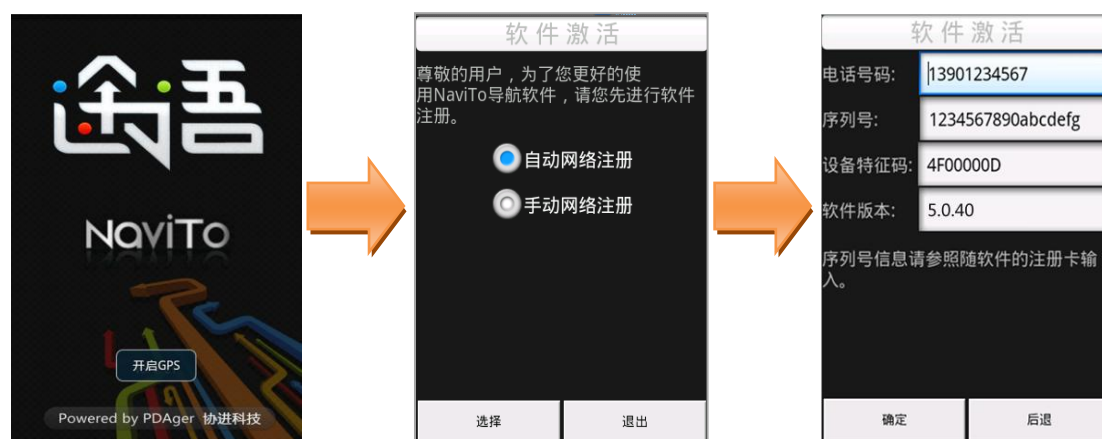 途语
NaviTo
开启GPS
Powered by PDAger 协进科技
软件激活
尊敬的用户，为了您更好的使
用NaviTo导航软件，请您先进行软件
注册。
自动网络注册
手动网络注册
选择
退出
软件激活
电话号码: 13901234567
序列号: 1234567890abcdefg
设备特征码: 4F00000D
软件版本: 5.0.40
序列号信息请参照随软件的注册卡输
入。
确定
后退